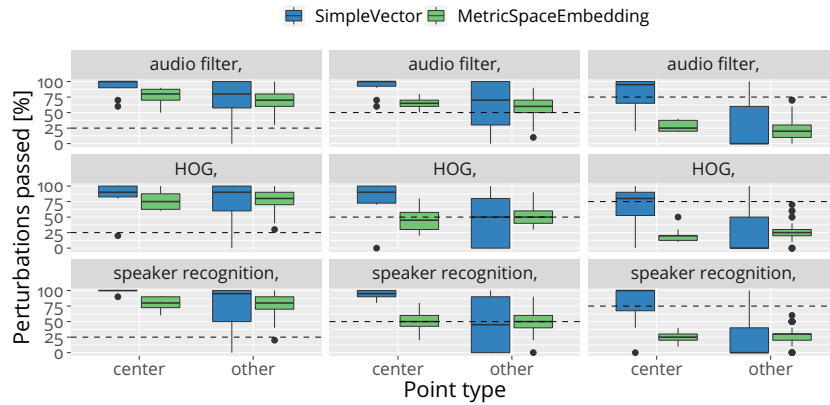 SimpleVector MetricSpaceEmbedding
audio filter, audio filter, audio filter,
100
75
50
25
0
HOG, HOG, HOG,
100
75
50
25
0
speaker recognition, speaker recognition, speaker recognition,
100
75
50
25
0
Perturbations passed [%]
center other center other center other
Point type